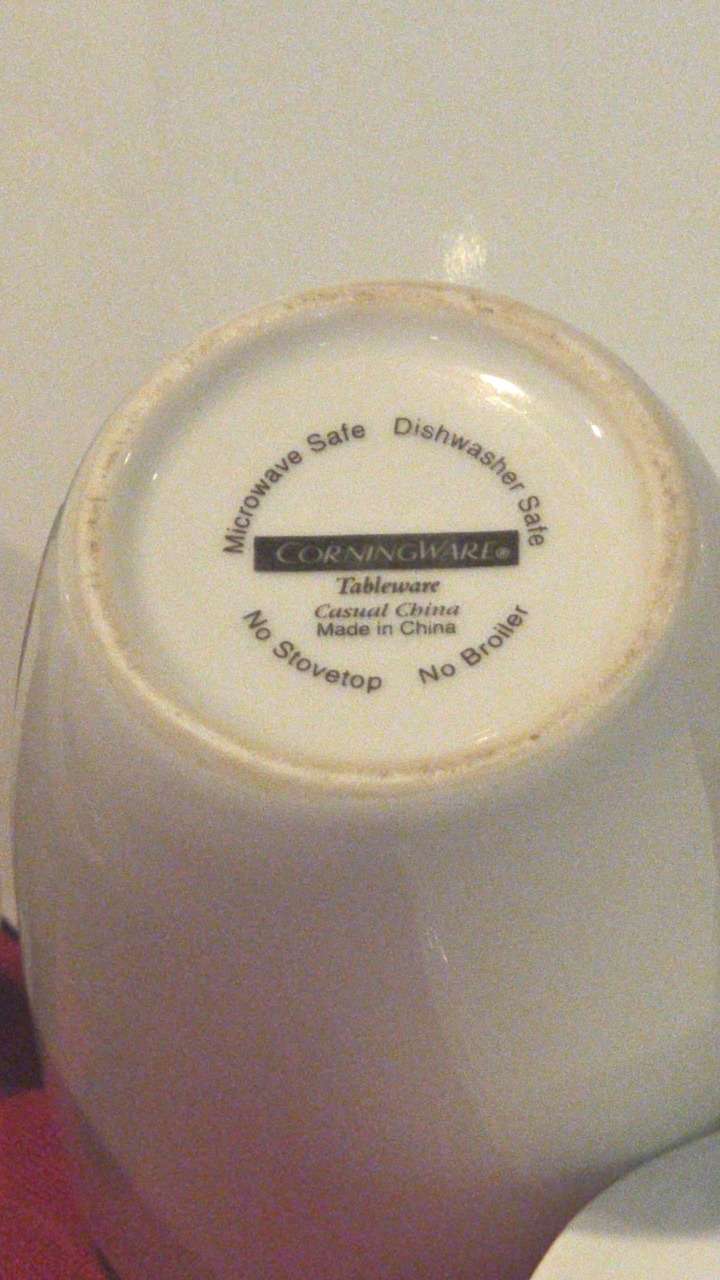 Microwave Safe Dishwasher Safe
CORNINGWARE®
Tableware
Casual China
Made in China
No Stovetop No Broiler